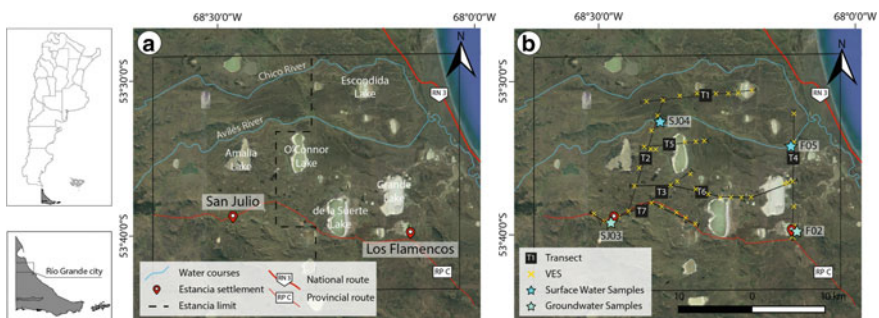 68°30,0'W
68°0,0'W
68°30,0'W
68°0,0'W
a
b
N
N
53°30,0'S
53°40,0'S
53°30,0'S
53°40,0'S
Chico River
Escondida
Lake
RN 3
Avilés River
Amalia
Lake
O'Connor
Lake
Grande
Lake
San Julio
de la Suerte
Lake
Los Flamencos
RP C
Water courses
Estancia settlement
Estancia limit
RN 3
National route
RP C
Provincial route
Río Grande city
T1
RN 3
SJ04
F05
T5
T2
T4
T3
T6
T7
SJ03
F02
T1
Transect
VES
Surface Water Samples
Groundwater Samples
RP C
10
0
10 km